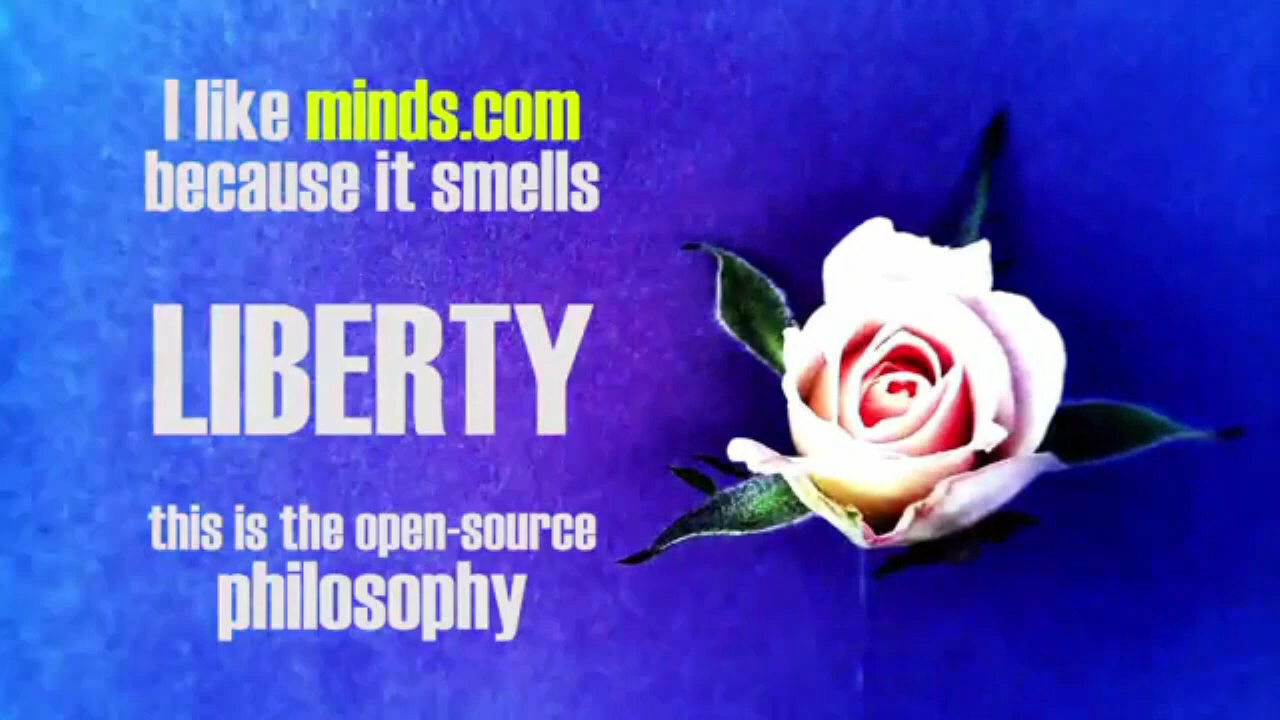 I like minds.com
because it smells
LIBERTY
this is the open-source
philosophy